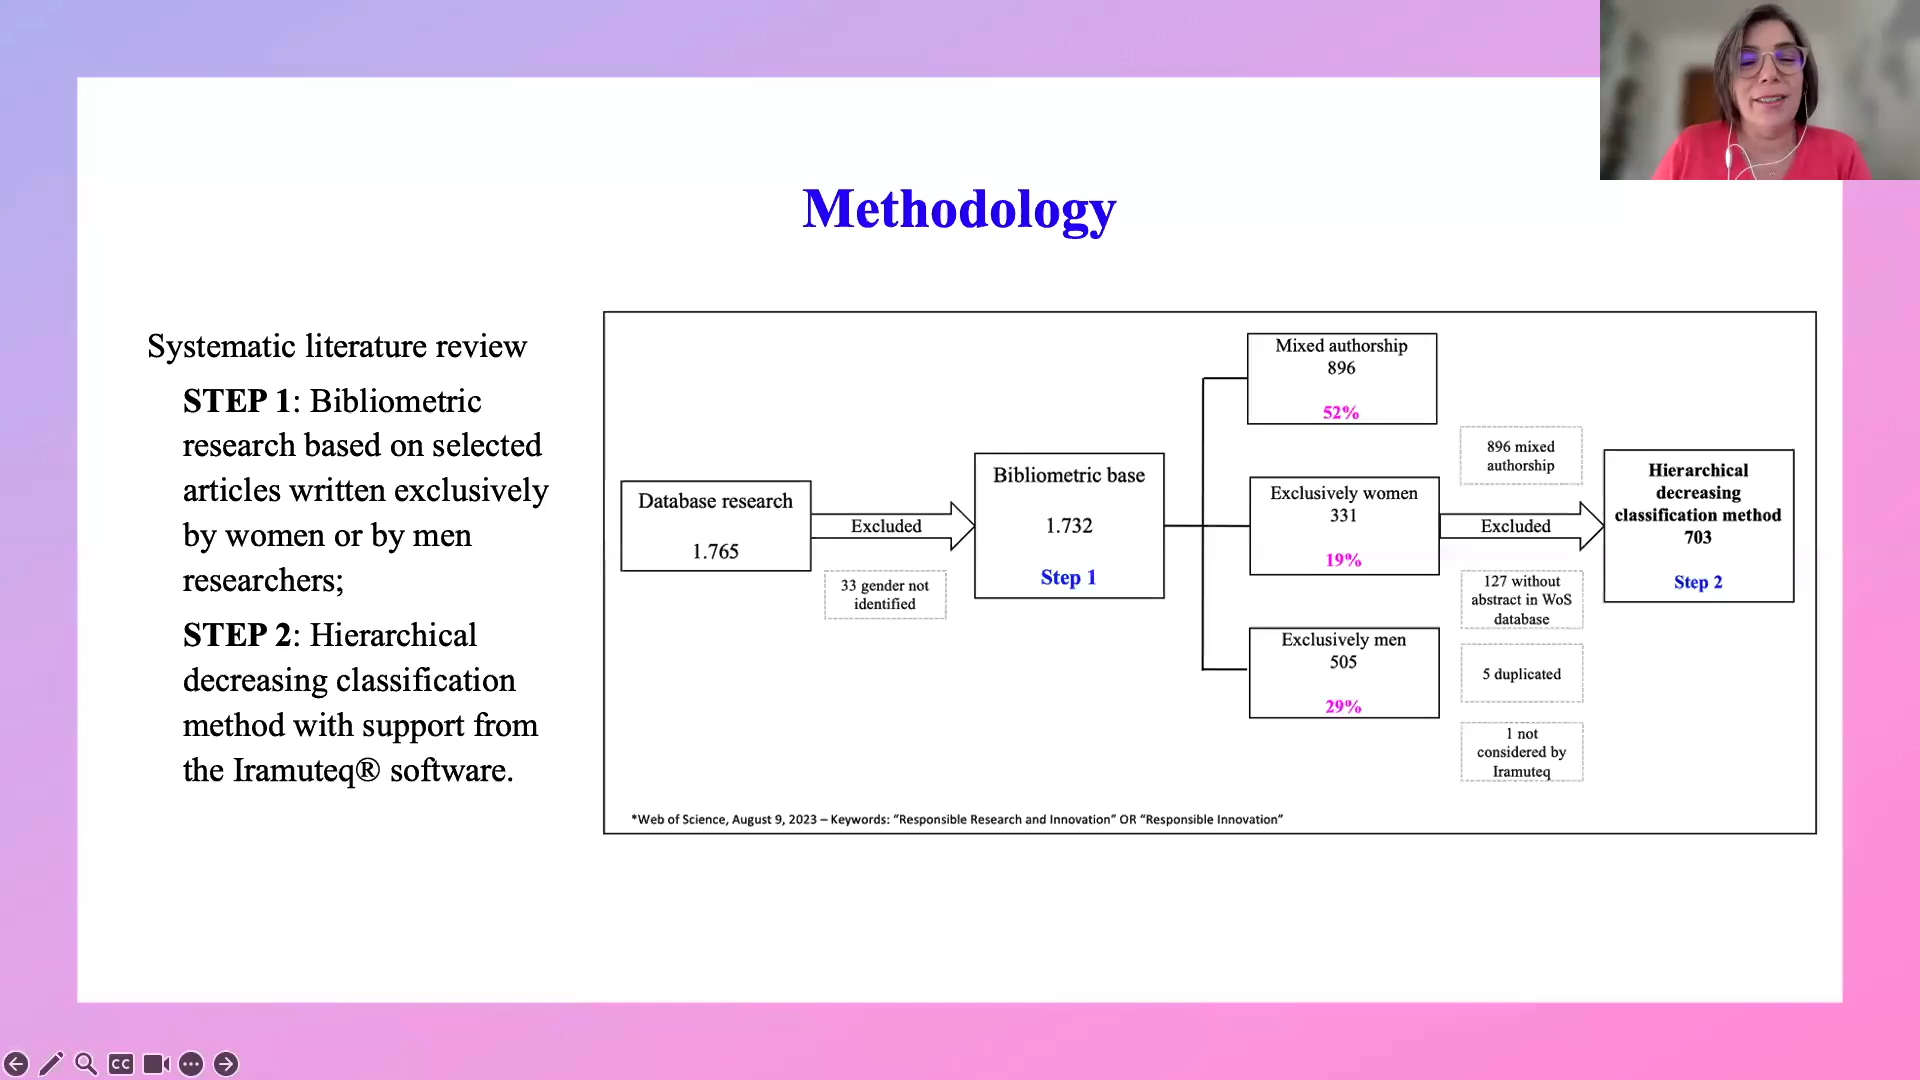 Methodology
Systematic literature review
STEP 1: Bibliometric
research based on selected
articles written exclusively
by women or by men
researchers;
STEP 2: Hierarchical
decreasing classification
method with support from
the Iramuteq® software.
Database research
1.765
Excluded
33 gender not
identified
Bibliometric base
1.732
Step 1
Mixed authorship
896
52%
Exclusively women
331
19%
Exclusively men
505
29%
896 mixed
authorship
Excluded
127 without
abstract in WoS
database
5 duplicated
1 not
considered by
Iramuteq
Hierarchical
decreasing
classification method
703
Step 2
*Web of Science, August 9, 2023 – Keywords: “Responsible Research and Innovation” OR “Responsible Innovation”
CC